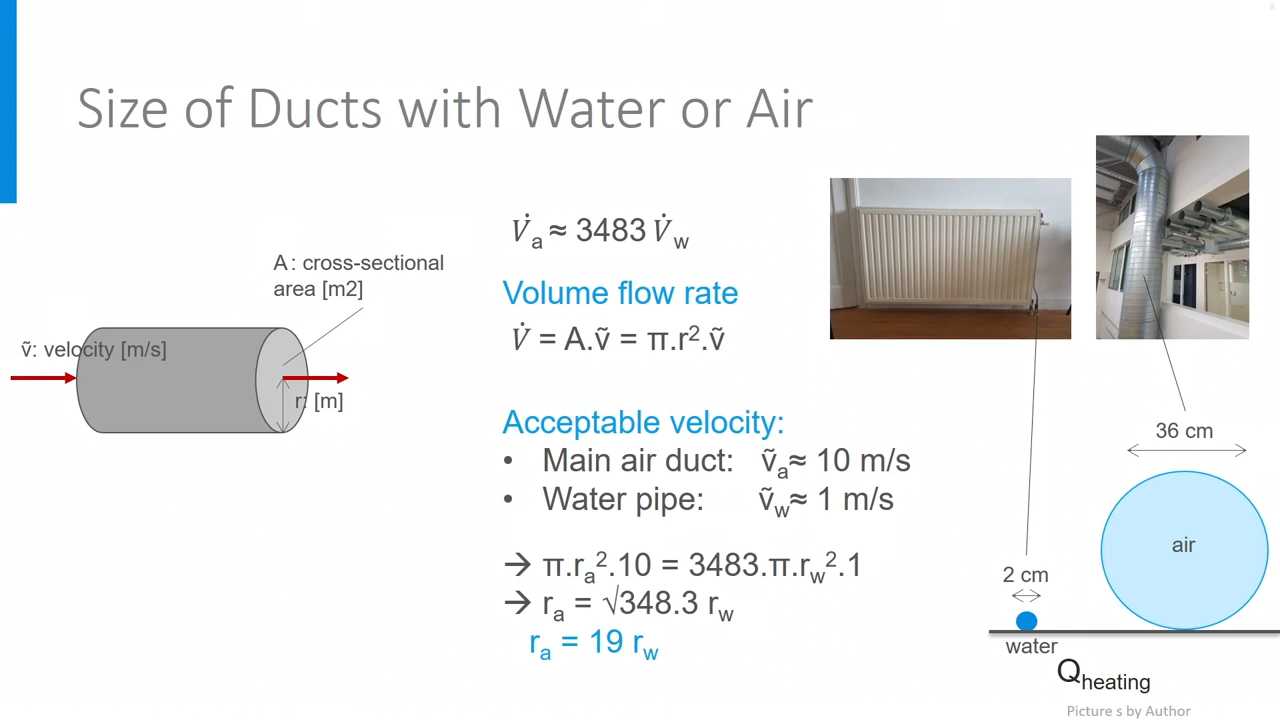 8
Size of Ducts with Water or Air
V̇a ≈ 3483 V̇w
A : cross-sectional
area [m2]
Volume flow rate
ṽ: velocity [m/s]
V̇ = A.ṽ = π.r².ṽ
r: [m]
Acceptable velocity:
• Main air duct: ṽa≈ 10 m/s
• Water pipe: ṽw≈ 1 m/s
→ π.ra².10 = 3483.π.rw².1
→ ra = √348.3 rw
ra = 19 rw
36 cm
air
2 cm
water
Qheating
Picture s by Author